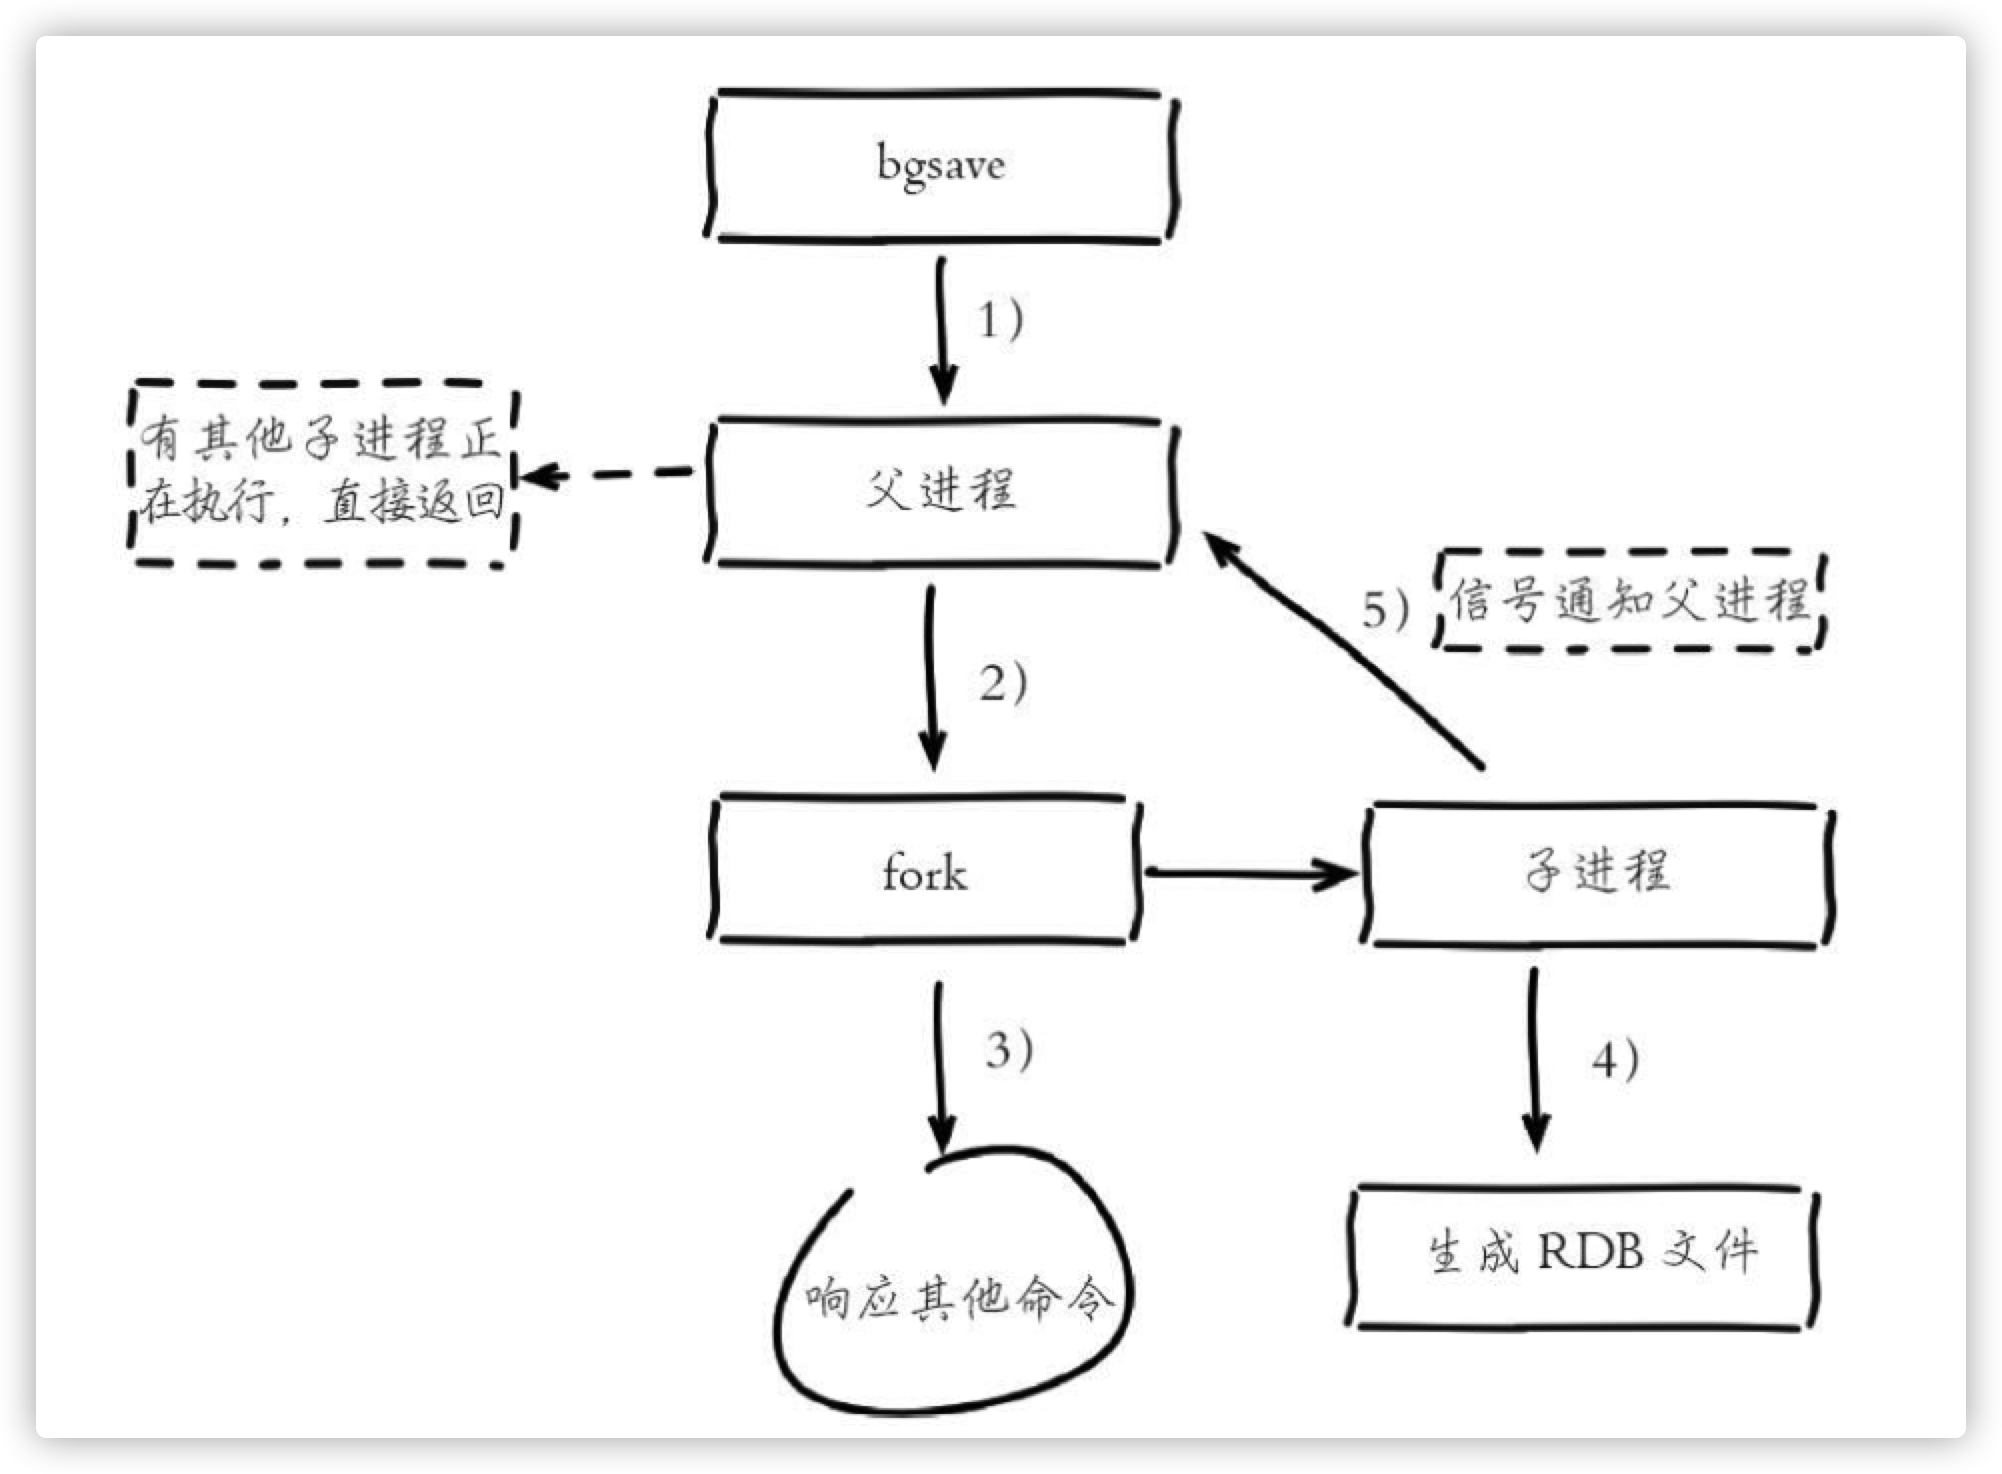 bgsave
1)
有其他子进程正
在执行，直接返回
父进程
5)
信号通知父进程
2)
fork
子进程
3)
4)
响应其他命令
生成 RDB 文件